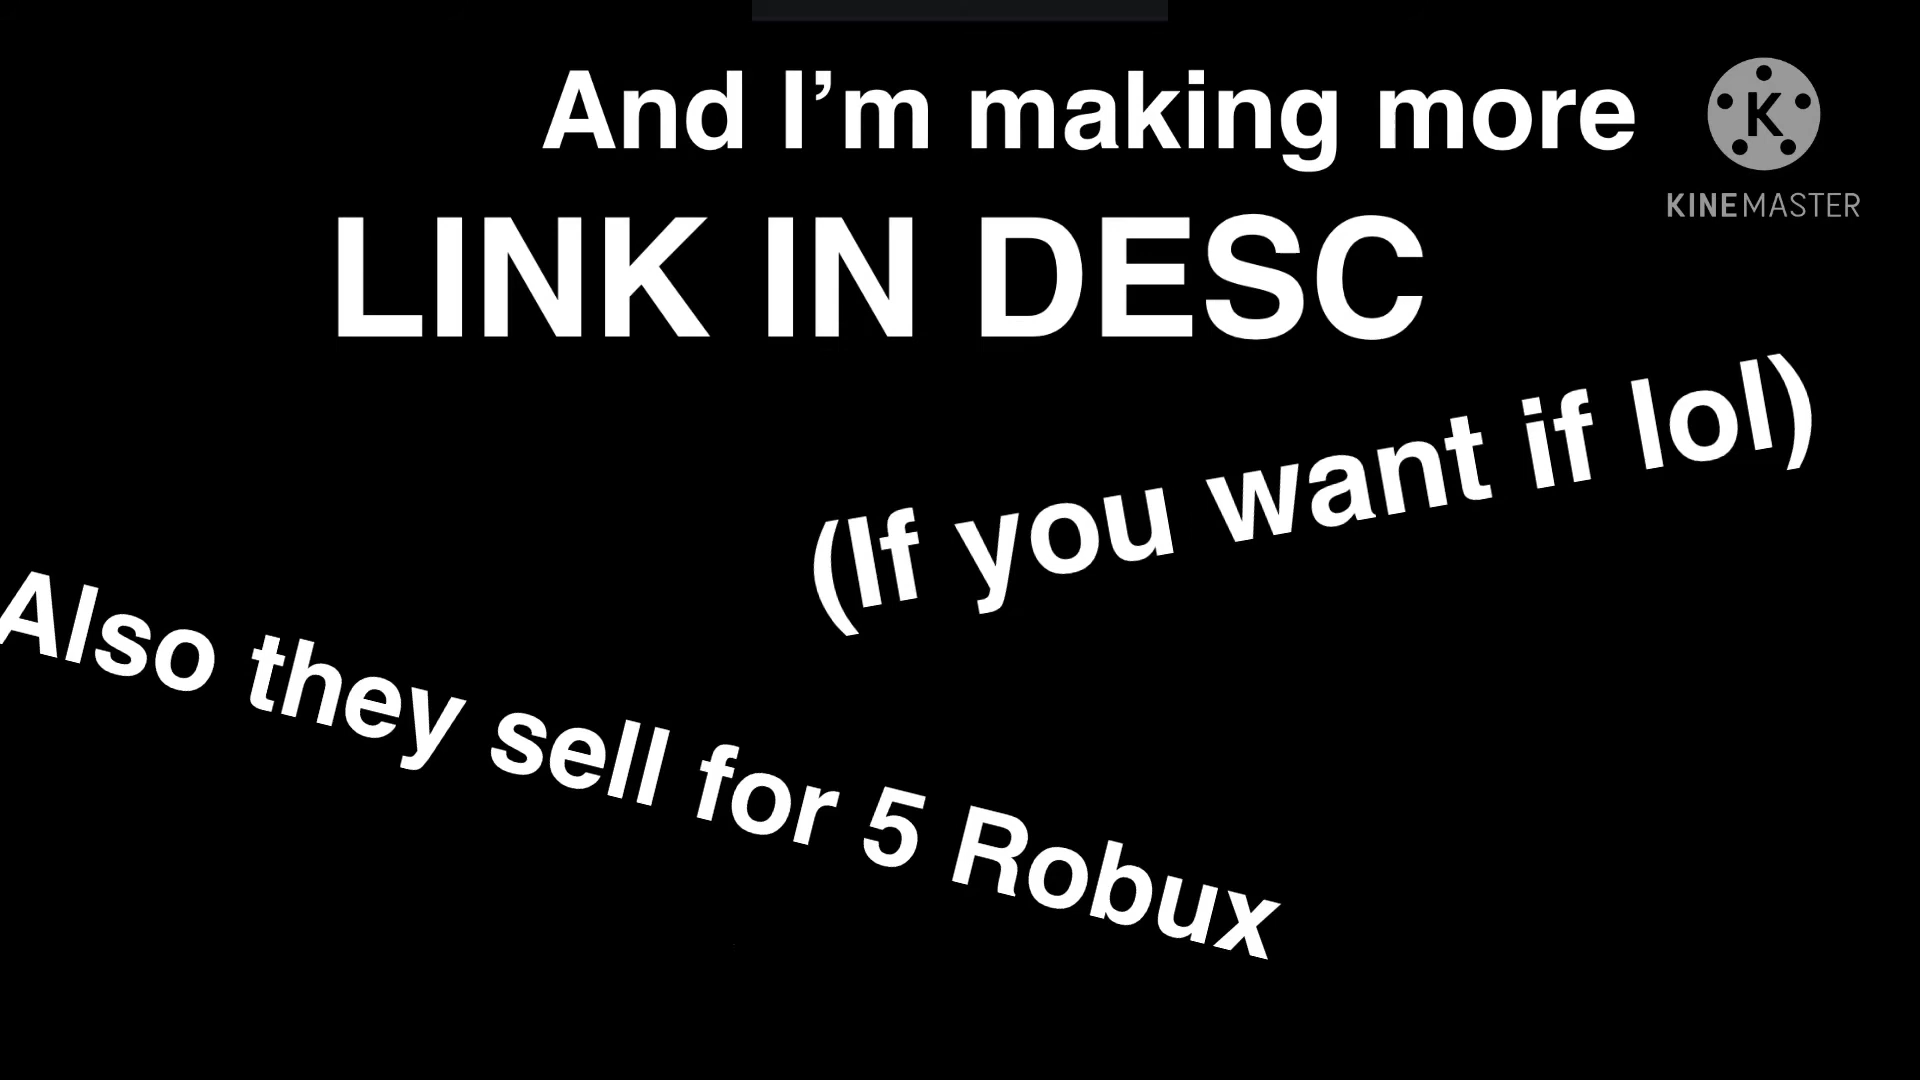 And I’m making more
KINEMASTER
LINK IN DESC
(If you want if lol)
Also they sell for 5 Robux